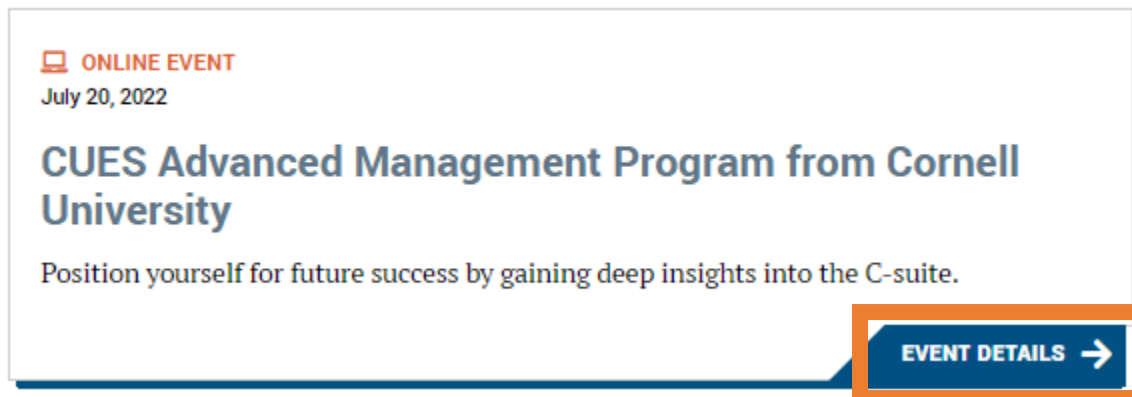 ONLINE EVENT
July 20, 2022
CUES Advanced Management Program from Cornell
University
Position yourself for future success by gaining deep insights into the C-suite.
EVENT DETAILS